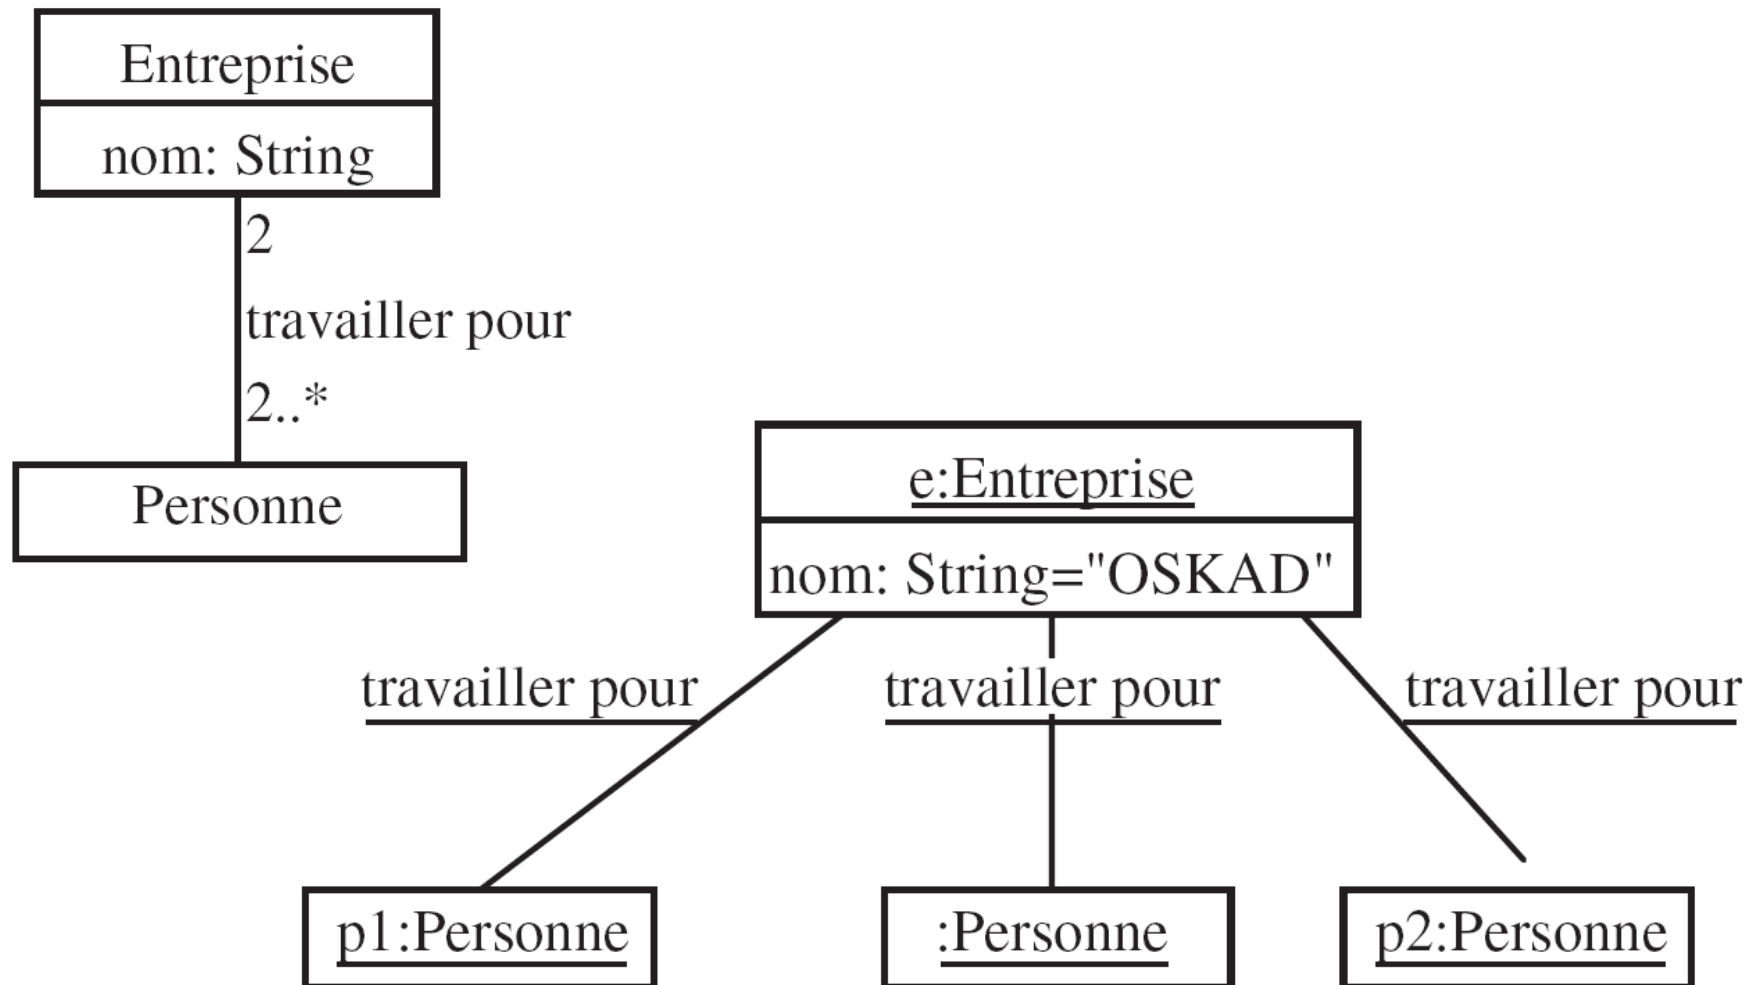 Entreprise
nom: String
2
travailler pour
2..*
Personne
e:Entreprise
nom: String="OSKAD"
travailler pour
travailler pour
travailler pour
p1:Personne
:Personne
p2:Personne